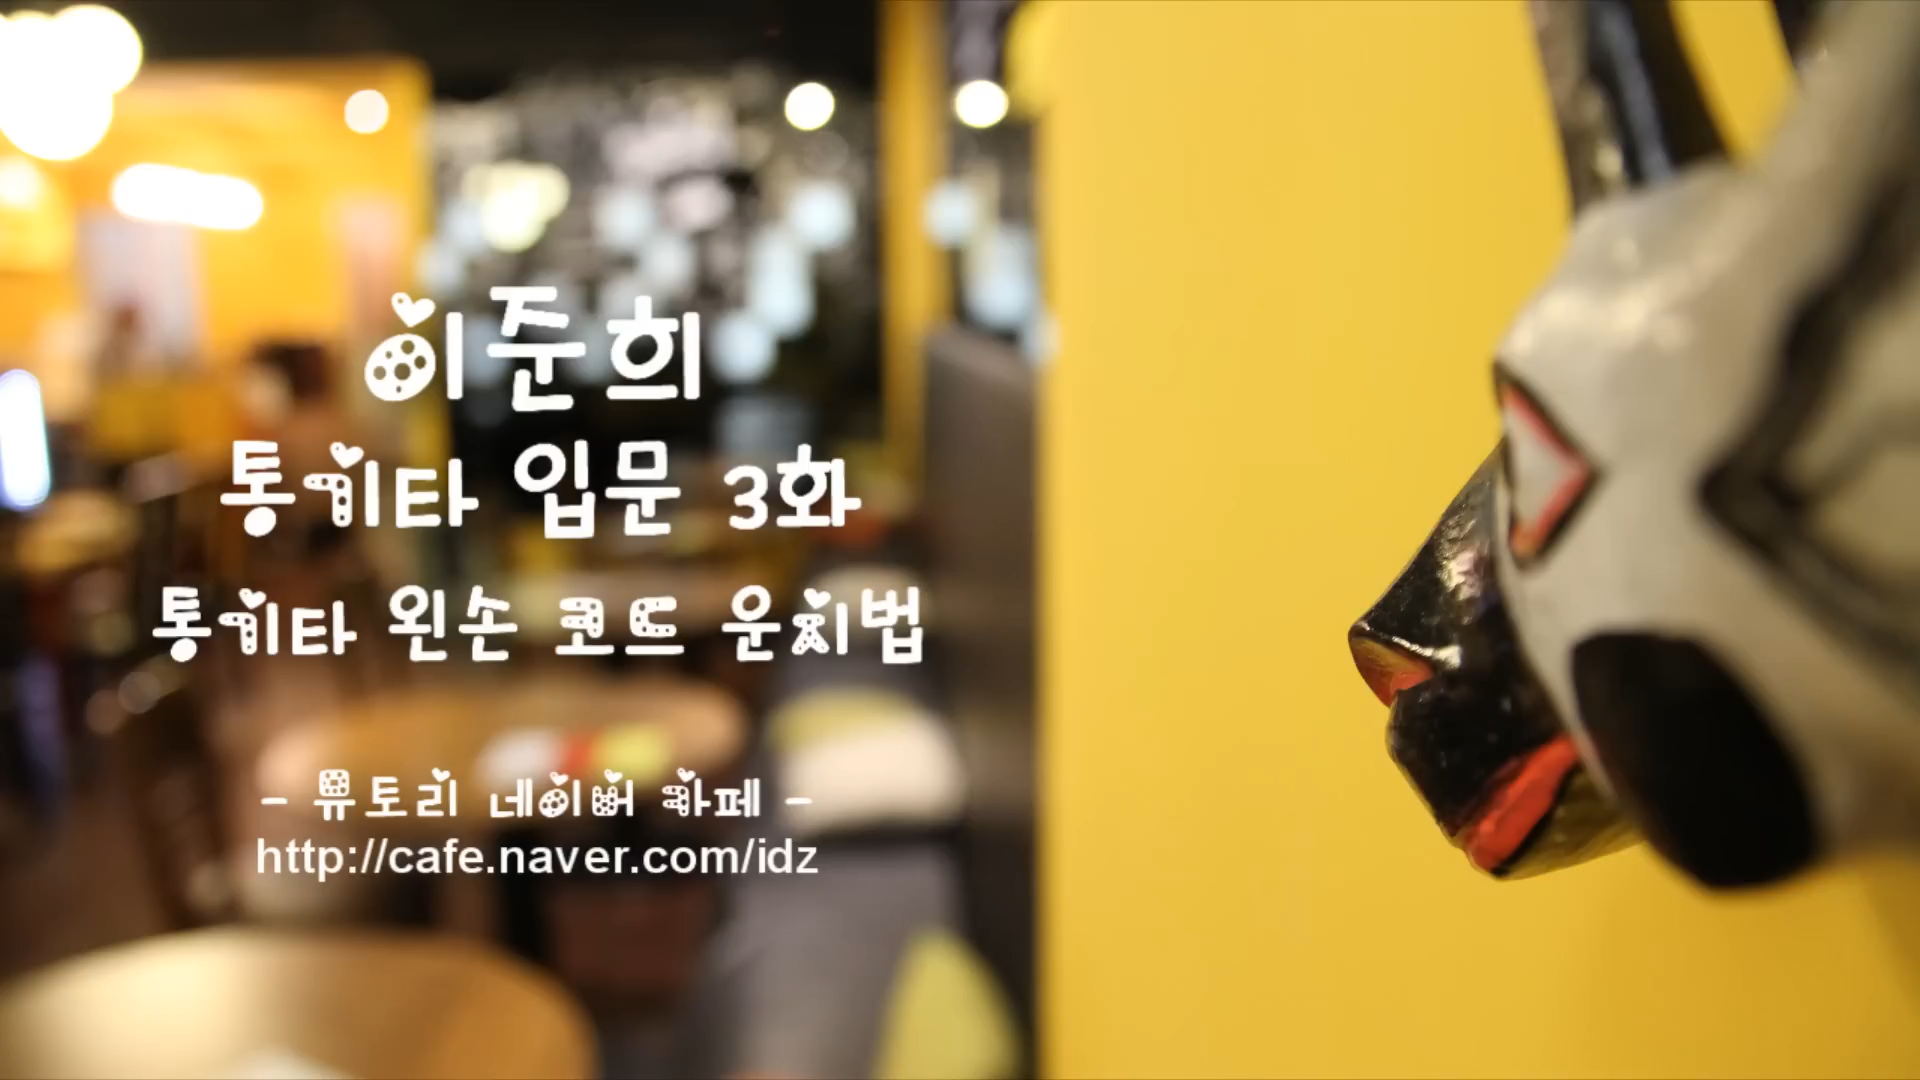 이준희
통기타 입문 3화
통기타 왼손 코드 운지법
- 뮤토리 네이버 카페 -
http://cafe.naver.com/idz